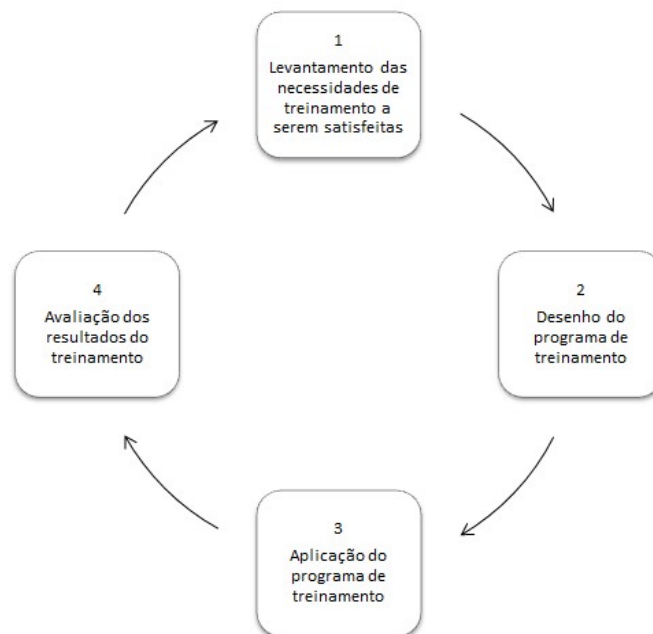 1
Levantamento das
necessidades de
treinamento a
serem satisfeitas
2
Desenho do
programa de
treinamento
3
Aplicação do
programa de
treinamento
4
Avaliação dos
resultados do
treinamento